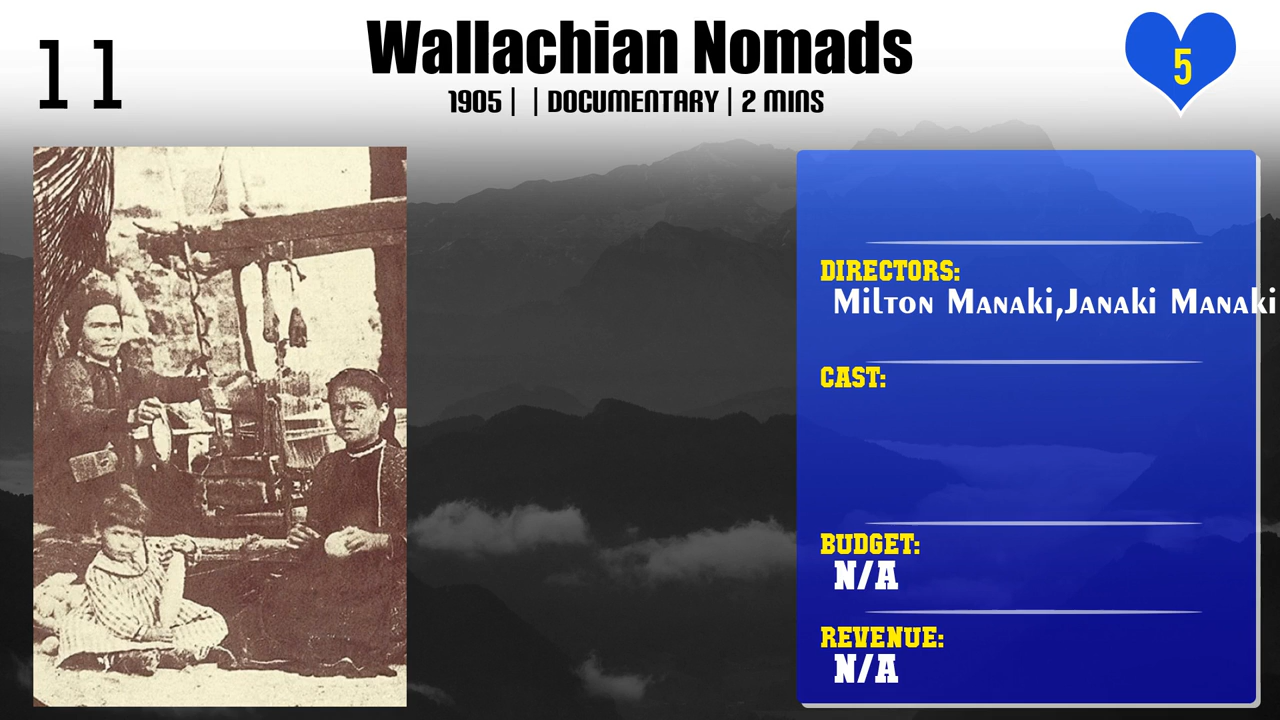 11
Wallachian Nomads
5
1905 | | DOCUMENTARY | 2 MINS
DIRECTORS:
Milton Manaki,Janaki Manaki
CAST:
BUDGET:
N/A
REVENUE:
N/A